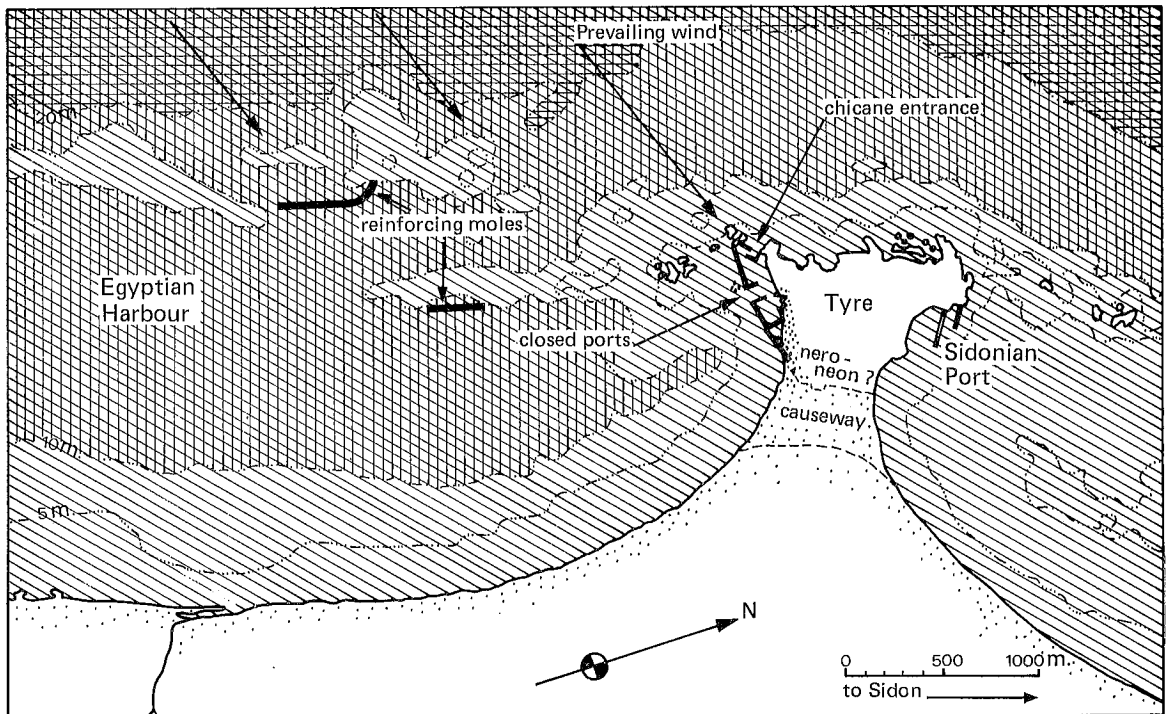 Prevailing wind
chicane entrance
20m
reinforcing moles
Egyptian
Harbour
Tyre
closed ports
Sidonian
Port
nero-
neon ?
causeway
10m
5m
N
0 500 1000 m.
to Sidon